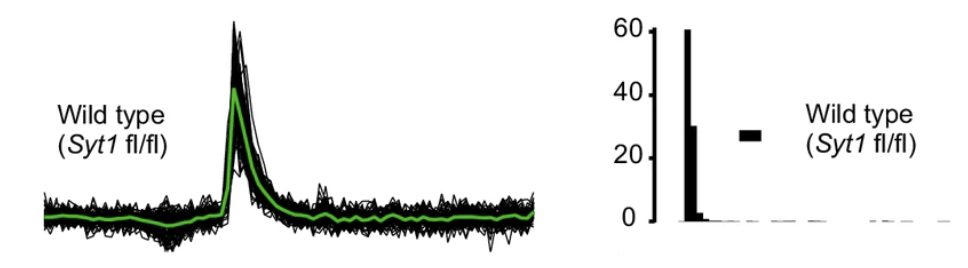 Wild type
(Syt1 fl/fl)
60
40
20
0
Wild type
(Syt1 fl/fl)